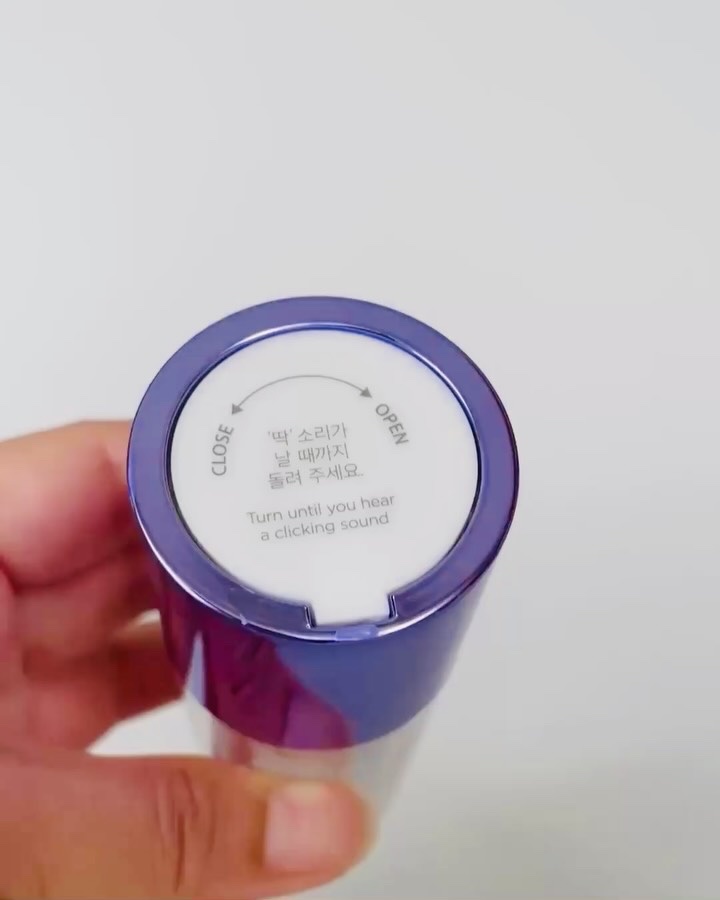 CLOSE
OPEN
'딱' 소리가
날 때까지
돌려 주세요.
Turn until you hear
a clicking sound